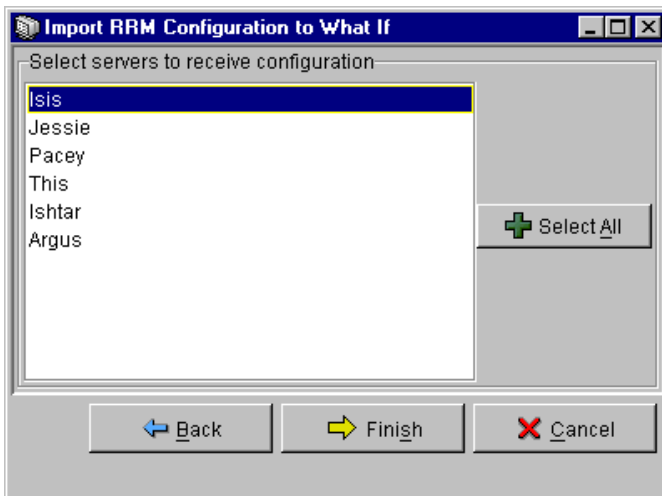 Import RRM Configuration to What If
Select servers to receive configuration
Isis
Jessie
Pacey
This
Ishtar
Argus
Select All
Back
Finish
Cancel